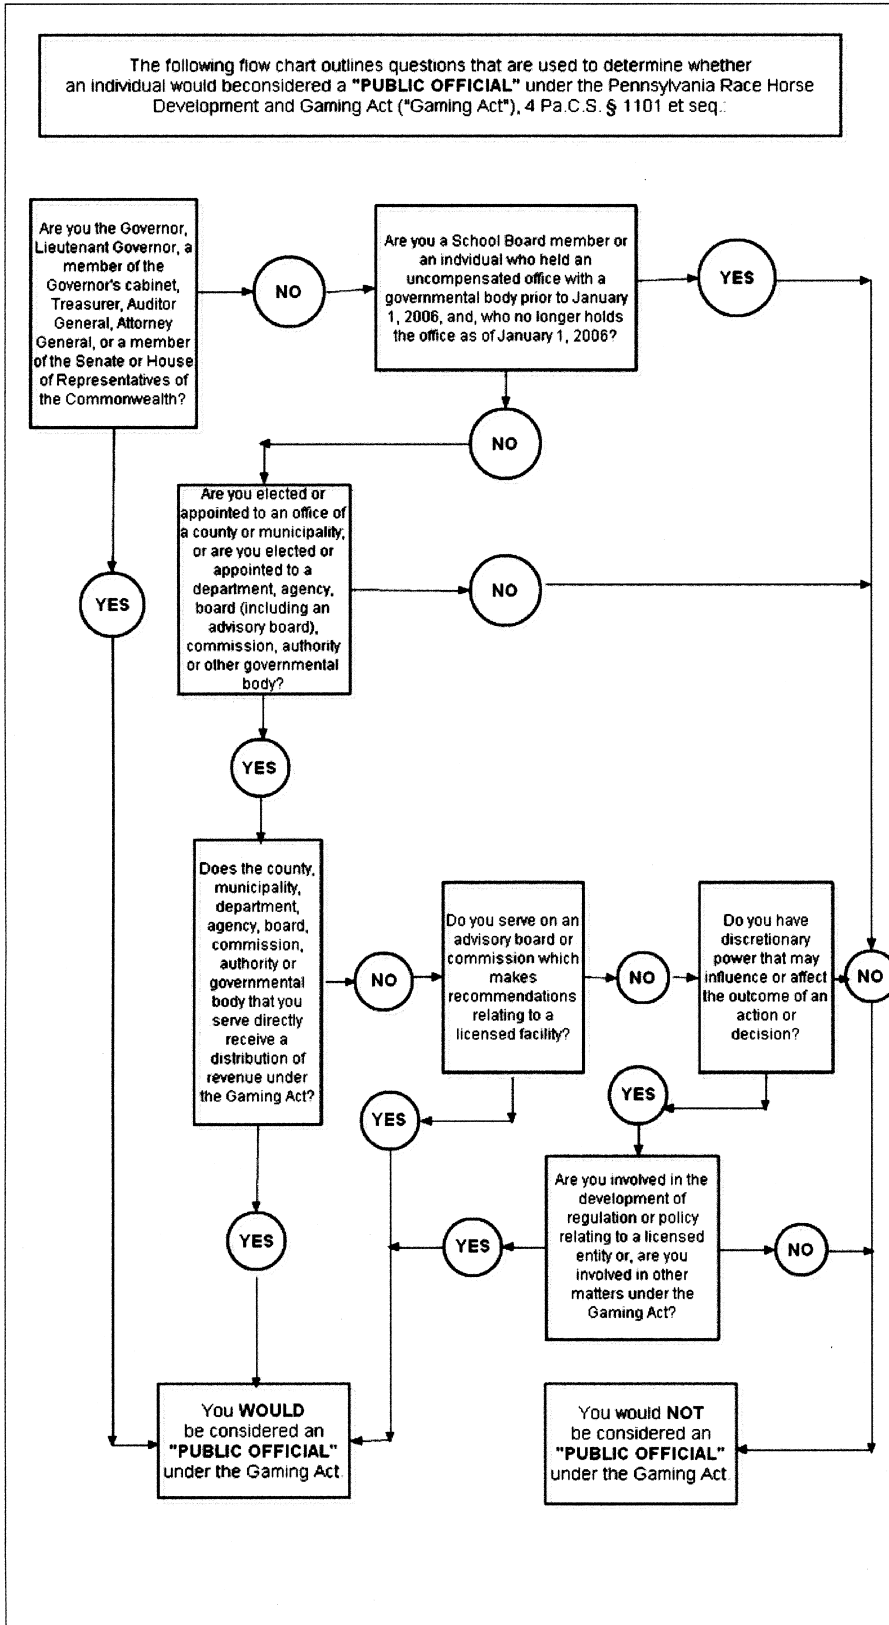 The following flow chart outlines questions that are used to determine whether
an individual would beconsidered a "PUBLIC OFFICIAL" under the Pennsylvania Race Horse
Development and Gaming Act ("Gaming Act"), 4 Pa.C.S. § 1101 et seq.:
Are you the Governor,
Lieutenant Governor, a
member of the
Governor's cabinet,
Treasurer, Auditor
General, Attorney
General, or a member
of the Senate or House
of Representatives of
the Commonwealth?
NO
Are you a School Board member or
an indvidual who held an
uncompensated office with a
governmental body prior to January
1, 2006, and, who no longer holds
the office as of January 1, 2006?
YES
NO
Are you elected or
appointed to an office of
a county or municipality;
or are you elected or
appointed to a
department, agency,
board (including an
advisory board),
commission, authority
or other governmental
body?
NO
YES
YES
Does the county,
municipality,
department,
agency, board,
commission,
authority or
governmental
body that you
serve directly
receive a
distribution of
revenue under
the Gaming Act?
NO
Do you serve on an
advisory board or
commission which
makes
recommendations
relating to a
licensed facility?
NO
Do you have
discretionary
power that may
influence or affect
the outcome of an
action or
decision?
NO
YES
YES
Are you involved in the
development of
regulation or policy
relating to a licensed
entity or, are you
involved in other
matters under the
Gaming Act?
YES
YES
NO
You WOULD
be considered an
"PUBLIC OFFICIAL"
under the Gaming Act.
You would NOT
be considered an
"PUBLIC OFFICIAL"
under the Gaming Act